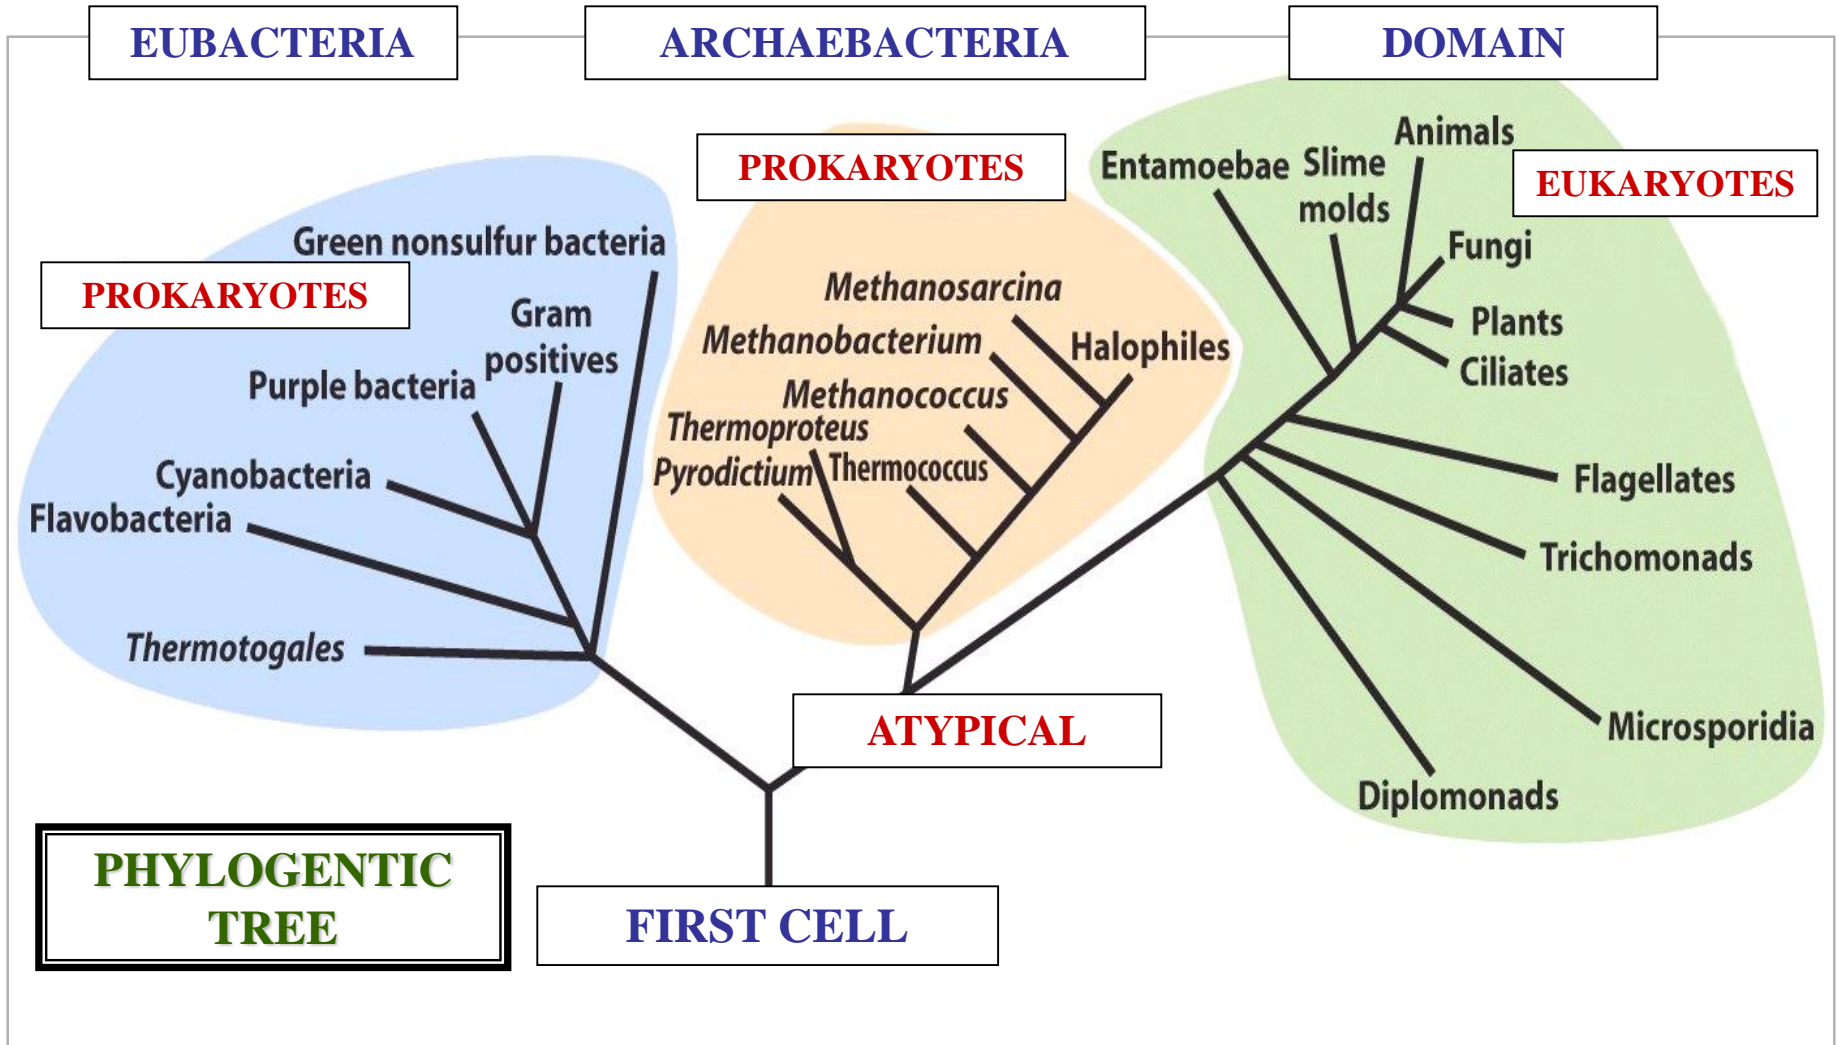 EUBACTERIA
ARCHAEBACTERIA
DOMAIN
PROKARYOTES
Green nonsulfur bacteria
Gram
positives
Purple bacteria
Cyanobacteria
Flavobacteria
Thermotogales
PROKARYOTES
Methanosarcina
Methanobacterium
Halophiles
Methanococcus
Thermoproteus
Pyrodictium
Thermococcus
EUKARYOTES
Animals
Entamoebae
Slime
molds
Fungi
Plants
Ciliates
Flagellates
Trichomonads
Microsporidia
Diplomonads
ATYPICAL
PHYLOGENTIC
TREE
FIRST CELL